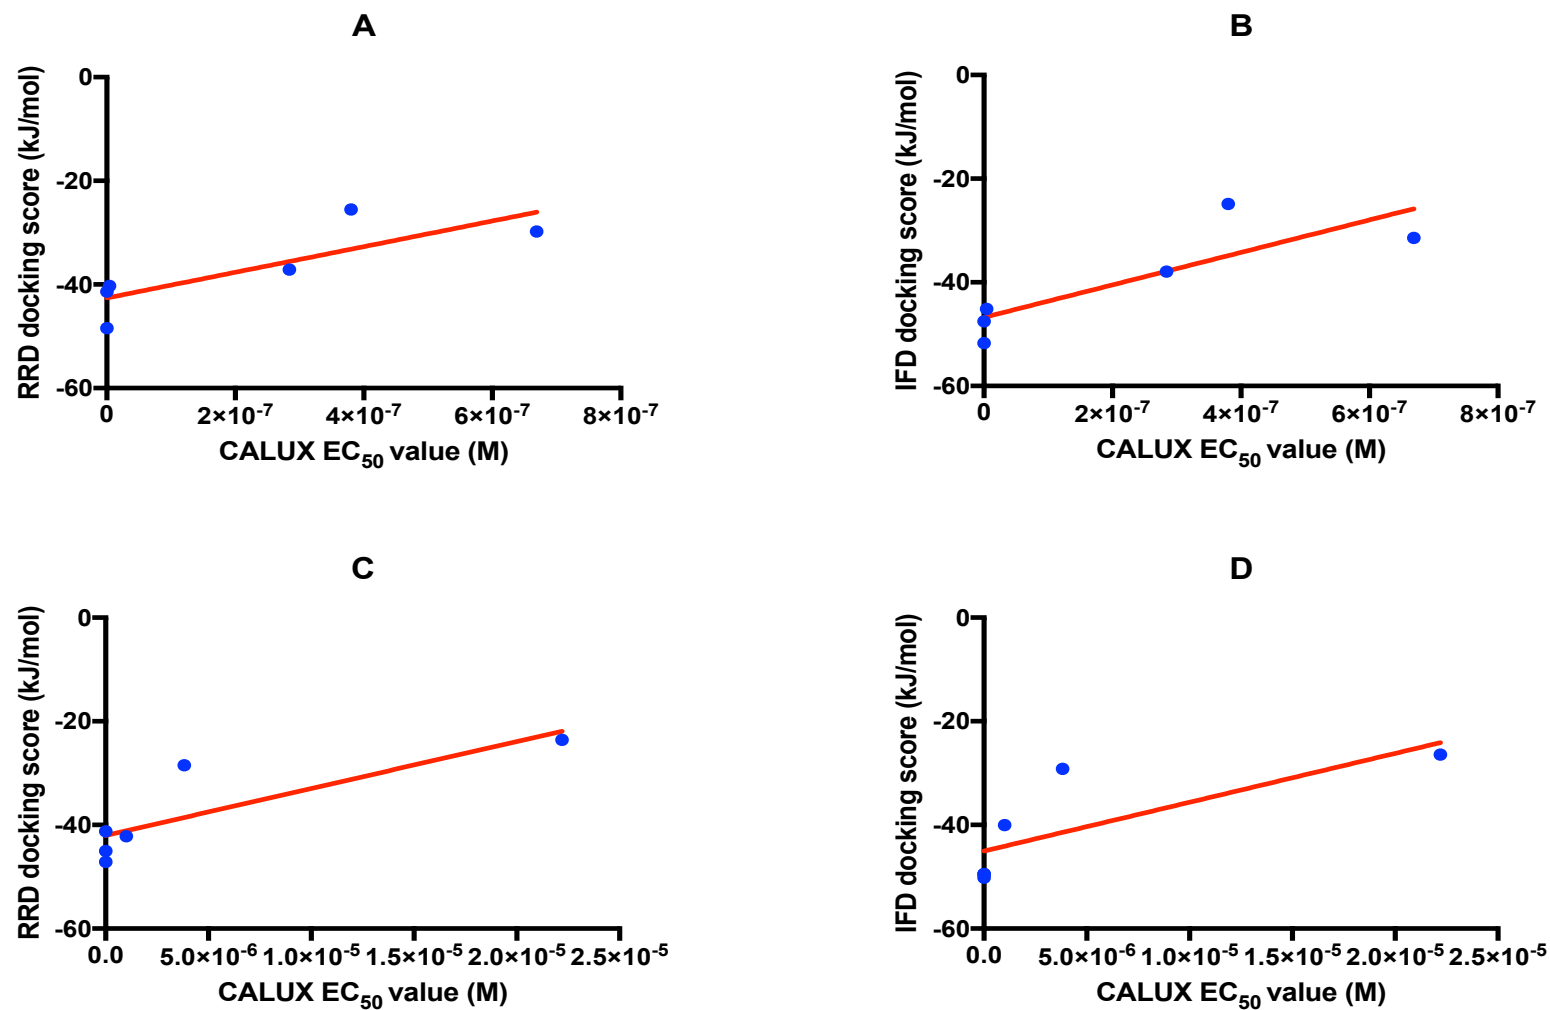 A
RRD docking score (kJ/mol)
0
-20
-40
-60
0 2×10⁻⁷ 4×10⁻⁷ 6×10⁻⁷ 8×10⁻⁷
CALUX EC₅₀ value (M)
B
IFD docking score (kJ/mol)
0
-20
-40
-60
0 2×10⁻⁷ 4×10⁻⁷ 6×10⁻⁷ 8×10⁻⁷
CALUX EC₅₀ value (M)
C
RRD docking score (kJ/mol)
0
-20
-40
-60
0.0 5.0×10⁻⁶ 1.0×10⁻⁵ 1.5×10⁻⁵ 2.0×10⁻⁵ 2.5×10⁻⁵
CALUX EC₅₀ value (M)
D
IFD docking score (kJ/mol)
0
-20
-40
-60
0.0 5.0×10⁻⁶ 1.0×10⁻⁵ 1.5×10⁻⁵ 2.0×10⁻⁵ 2.5×10⁻⁵
CALUX EC₅₀ value (M)